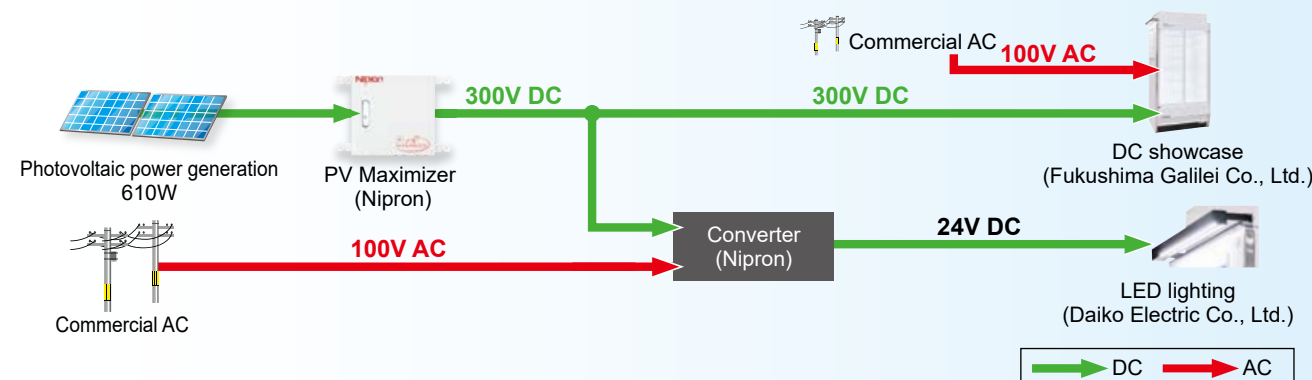 Commercial AC
100V AC
Nipron
300V DC
300V DC
Photovoltaic power generation
610W
PV Maximizer
(Nipron)
DC showcase
(Fukushima Galilei Co., Ltd.)
100V AC
Converter
(Nipron)
24V DC
Commercial AC
LED lighting
(Daiko Electric Co., Ltd.)
DC
AC